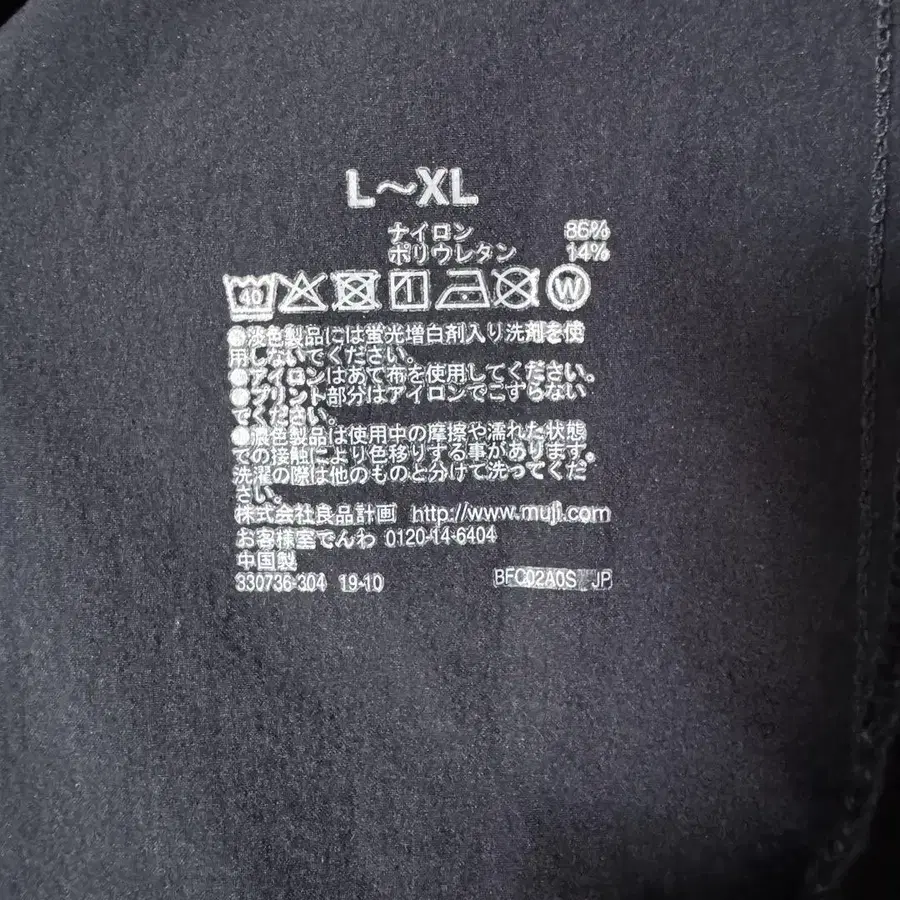 L～XL
ナイロン 86%
ポリウレタン 14%
40 W
●淡色製品には蛍光増白剤入り洗剤を使
用しないでください。
●アイロンはあて布を使用してください。
●プリント部分はアイロンでこすらない
でください。
●濃色製品は使用中の摩擦や濡れた状態
での接触により色移りする事があります。
洗濯の際は他のものと分けて洗ってくだ
さい。
株式会社良品計画 http://www.muji.com
お客様室でんわ 0120-14-6404
中国製
330736-304 19-10 BFC02A0S JP